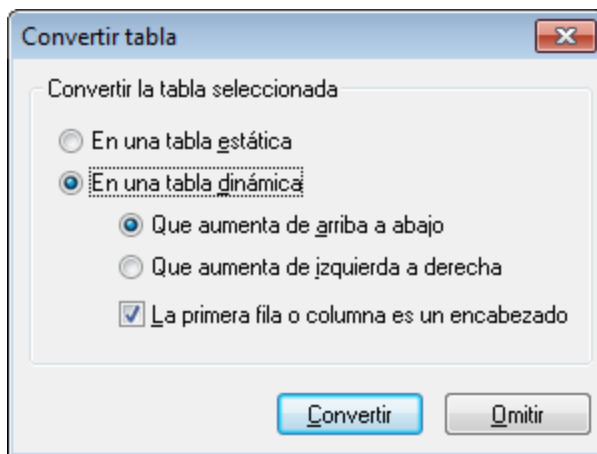 Convertir tabla
Convertir la tabla seleccionada
En una tabla estática
En una tabla dinámica
Que aumenta de arriba a abajo
Que aumenta de izquierda a derecha
La primera fila o columna es un encabezado
Convertir Omitir